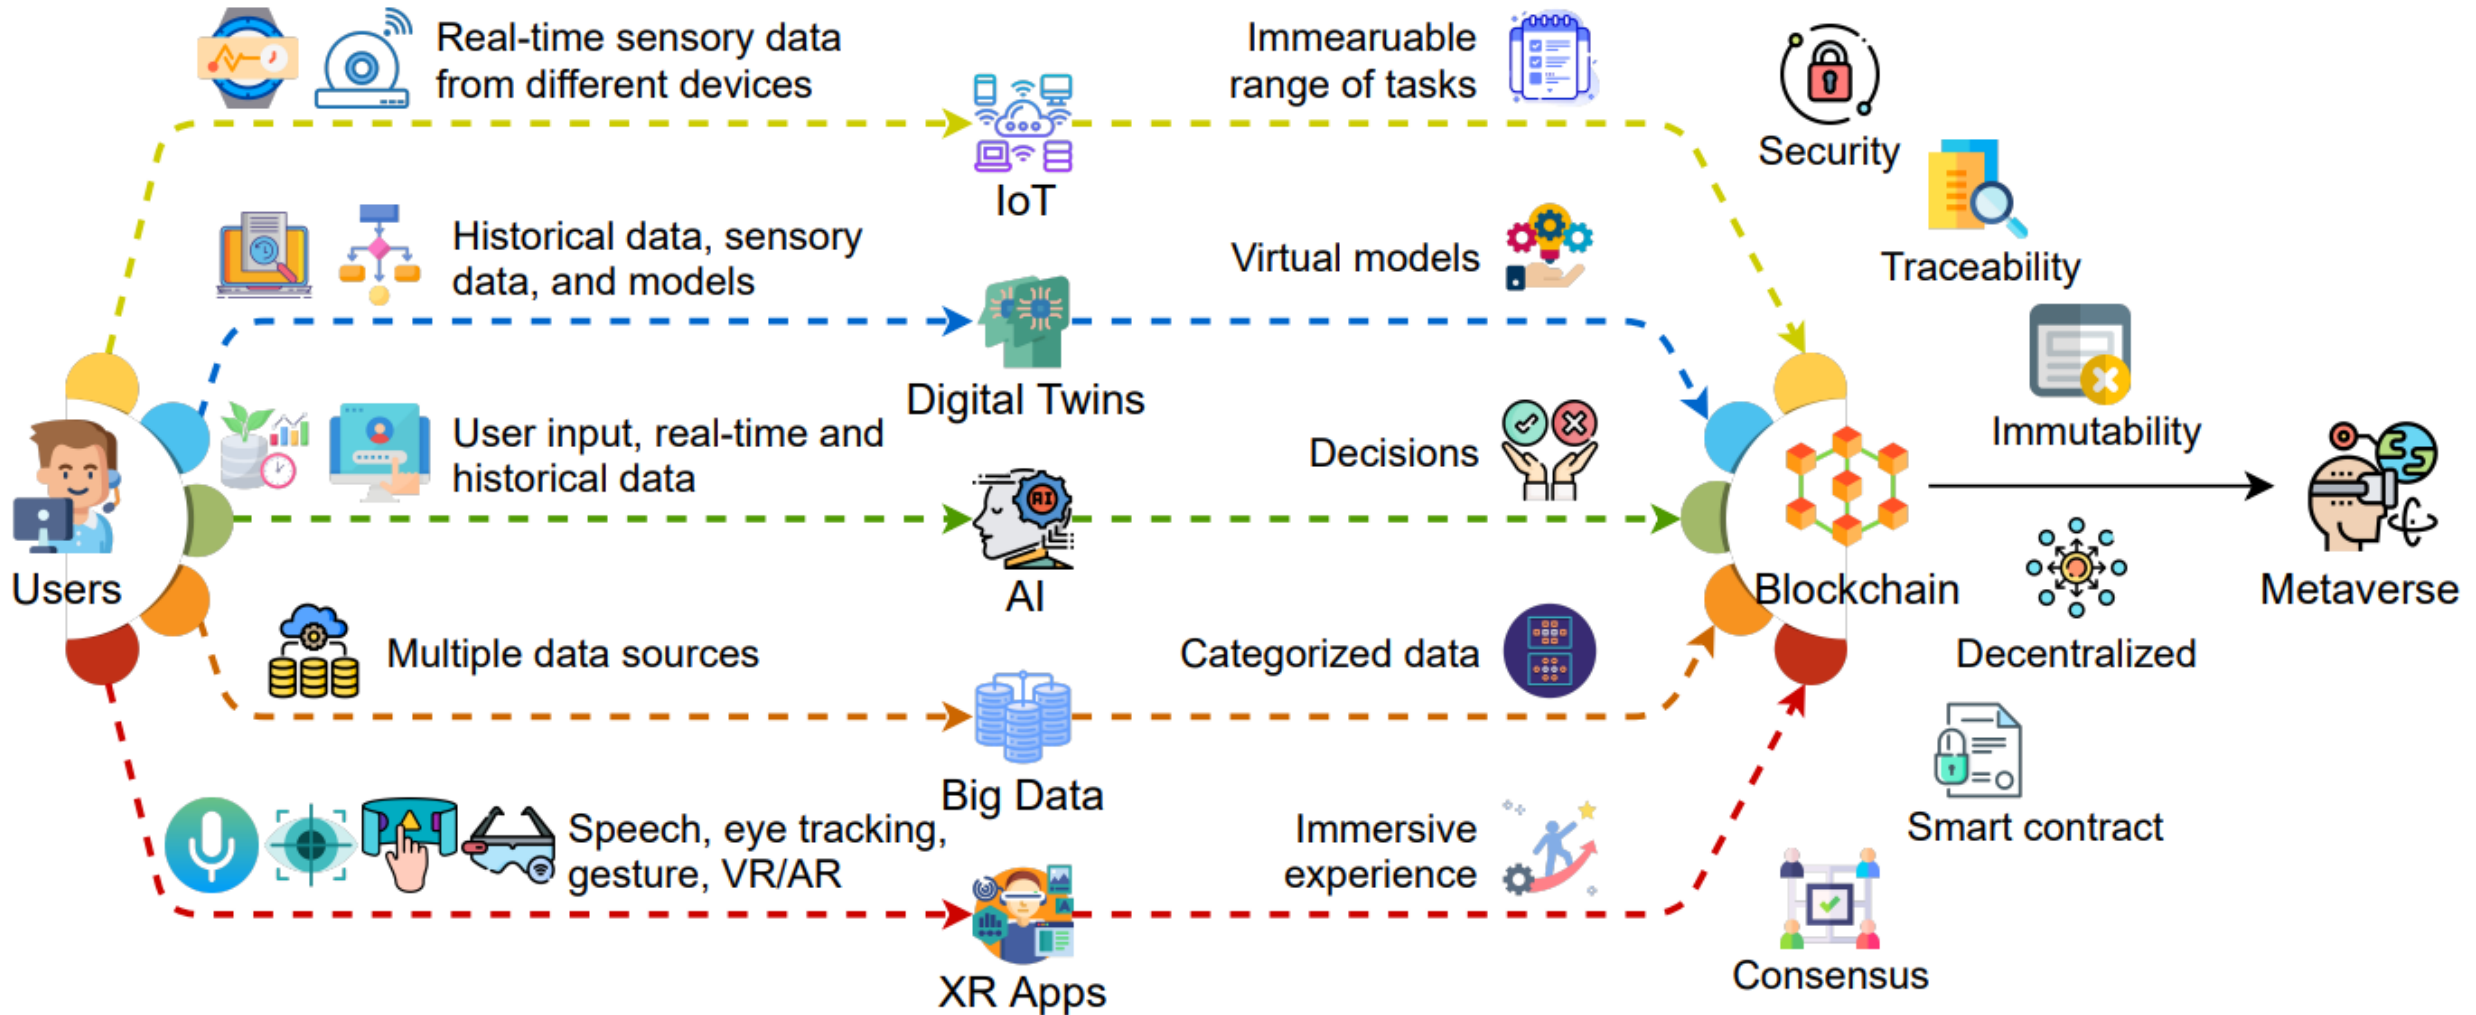 Real-time sensory data
from different devices
Immearuable
range of tasks
Security
IoT
Traceability
Historical data, sensory
data, and models
Virtual models
Digital Twins
Immutability
User input, real-time and
historical data
Decisions
AI
AI
Users
Blockchain
Metaverse
Multiple data sources
Categorized data
Decentralized
Big Data
Smart contract
Speech, eye tracking,
gesture, VR/AR
Immersive
experience
A
XR Apps
Consensus